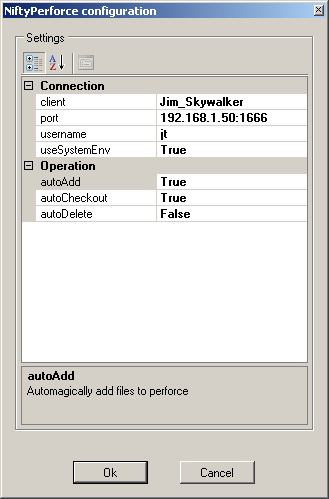 NiftyPerforce configuration
Settings
Connection
client Jim_Skywalker
port 192.168.1.50:1666
username jt
useSystemEnv True
Operation
autoAdd True
autoCheckout True
autoDelete False
autoAdd
Automagically add files to perforce
Ok Cancel